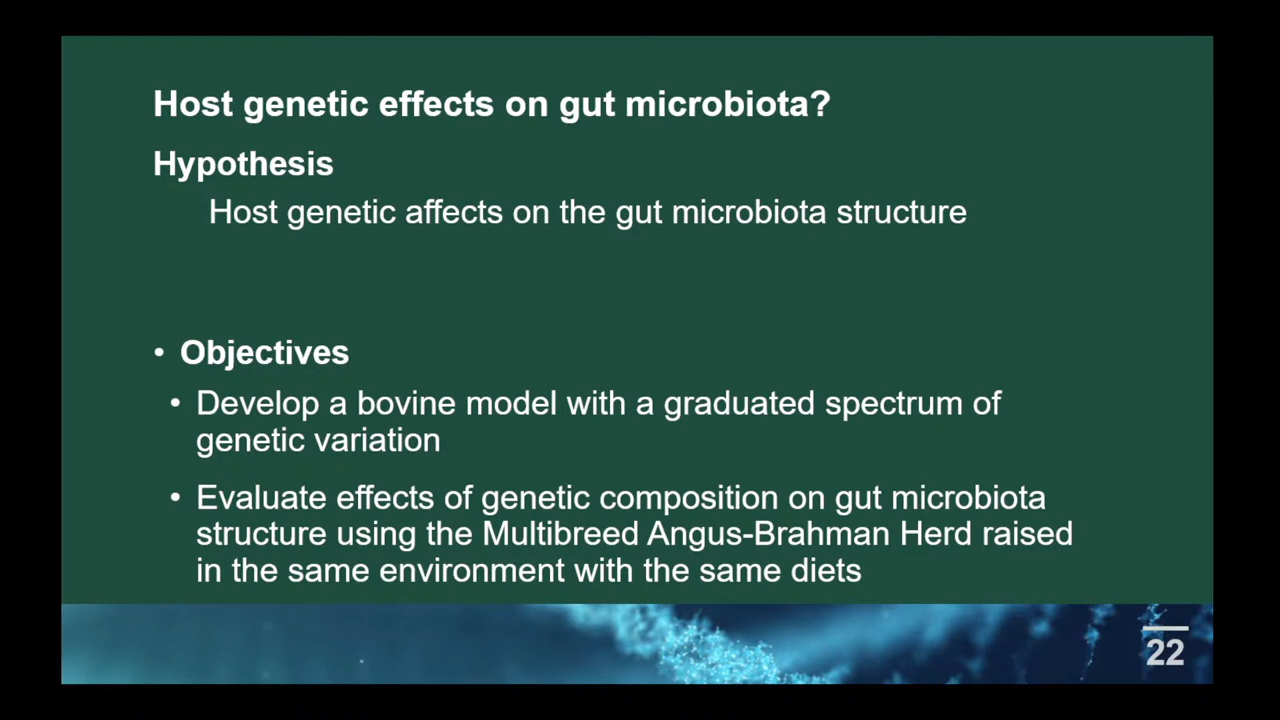 Host genetic effects on gut microbiota?
Hypothesis
Host genetic affects on the gut microbiota structure
• Objectives
• Develop a bovine model with a graduated spectrum of
genetic variation
• Evaluate effects of genetic composition on gut microbiota
structure using the Multibreed Angus-Brahman Herd raised
in the same environment with the same diets
22